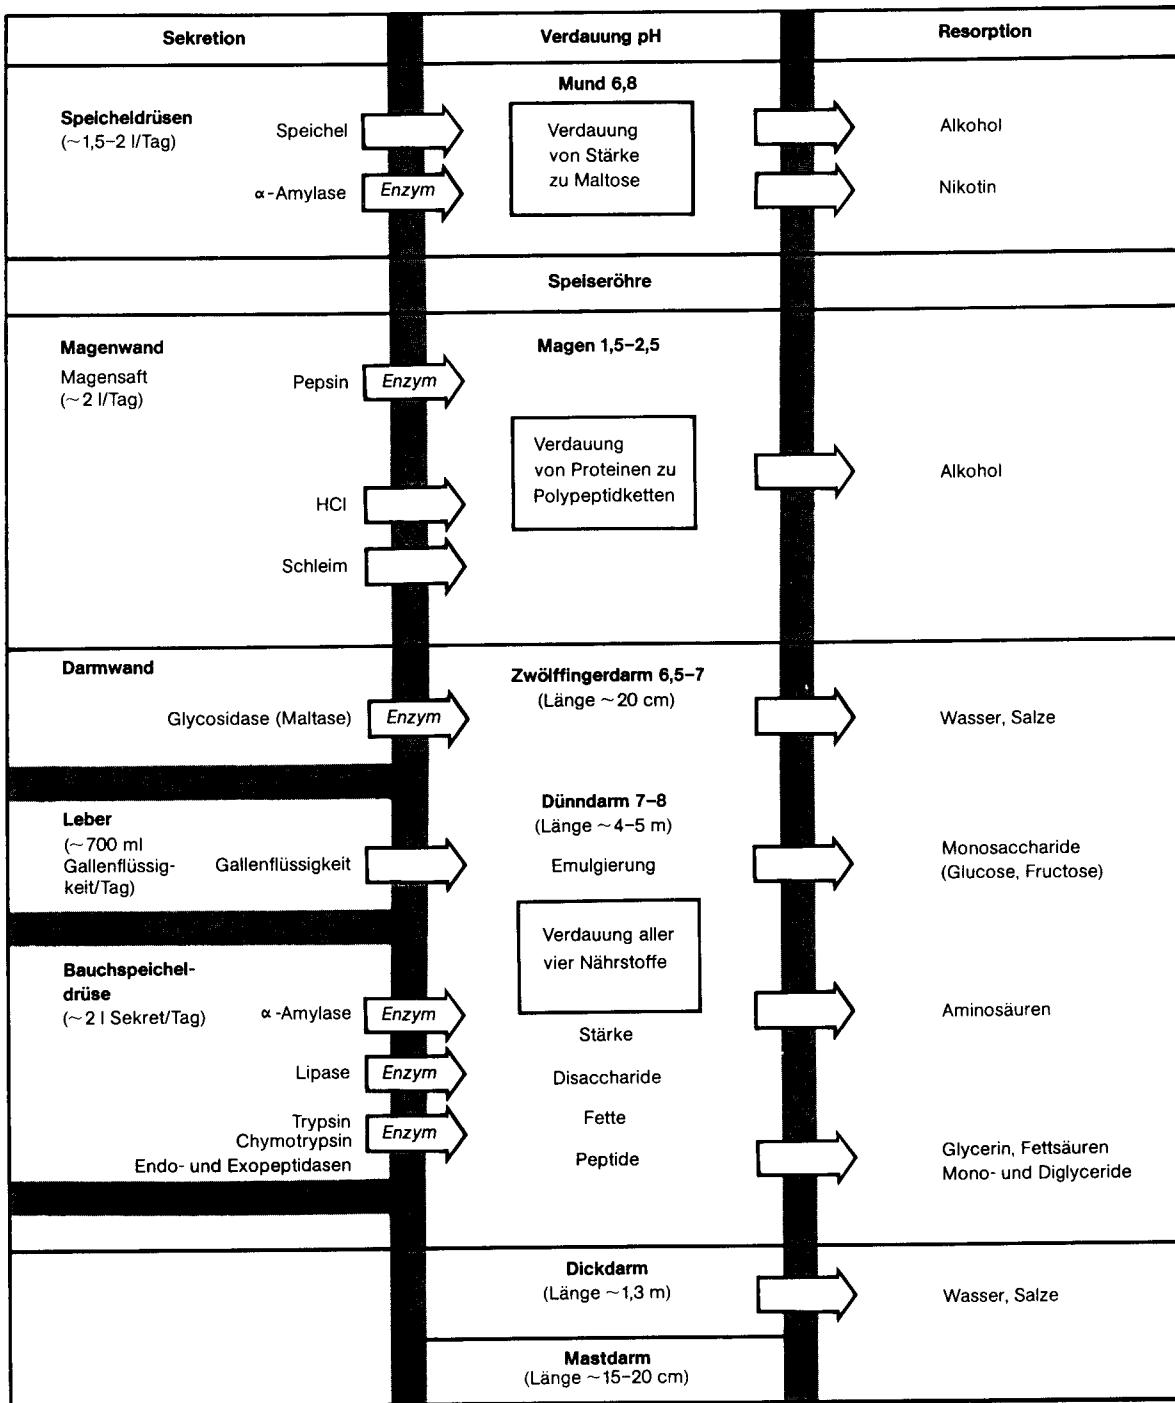 Sekretion
Verdauung pH
Resorption
Mund 6,8
Speicheldrüsen
(~1,5–2 l/Tag)
Speichel
α-Amylase
Enzym
Verdauung
von Stärke
zu Maltose
Alkohol
Nikotin
Speiseröhre
Magenwand
Magensaft
(~2 l/Tag)
Pepsin
Enzym
HCl
Schleim
Magen 1,5–2,5
Verdauung
von Proteinen zu
Polypeptidketten
Alkohol
Darmwand
Glycosidase (Maltase)
Enzym
Zwölffingerdarm 6,5–7
(Länge ~20 cm)
Wasser, Salze
Leber
(~700 ml
Gallenflüssig-
keit/Tag)
Gallenflüssigkeit
Dünndarm 7–8
(Länge ~4–5 m)
Emulgierung
Monosaccharide
(Glucose, Fructose)
Verdauung aller
vier Nährstoffe
Bauchspeichel-
drüse
(~2 l Sekret/Tag)
α-Amylase
Enzym
Lipase
Enzym
Trypsin
Chymotrypsin
Enzym
Endo- und Exopeptidasen
Stärke
Disaccharide
Fette
Peptide
Aminosäuren
Glycerin, Fettsäuren
Mono- und Diglyceride
Dickdarm
(Länge ~1,3 m)
Wasser, Salze
Mastdarm
(Länge ~15–20 cm)